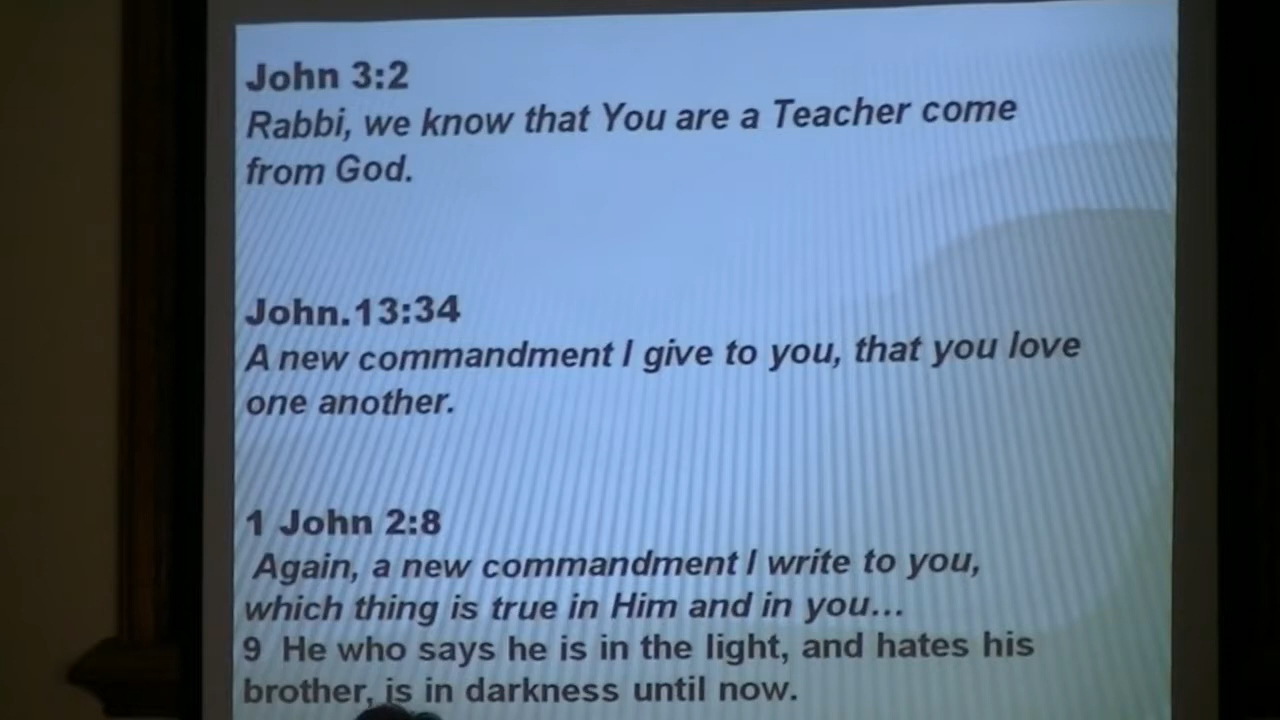 John 3:2
Rabbi, we know that You are a Teacher come
from God.
John.13:34
A new commandment I give to you, that you love
one another.
1 John 2:8
Again, a new commandment I write to you,
which thing is true in Him and in you...
9 He who says he is in the light, and hates his
brother, is in darkness until now.